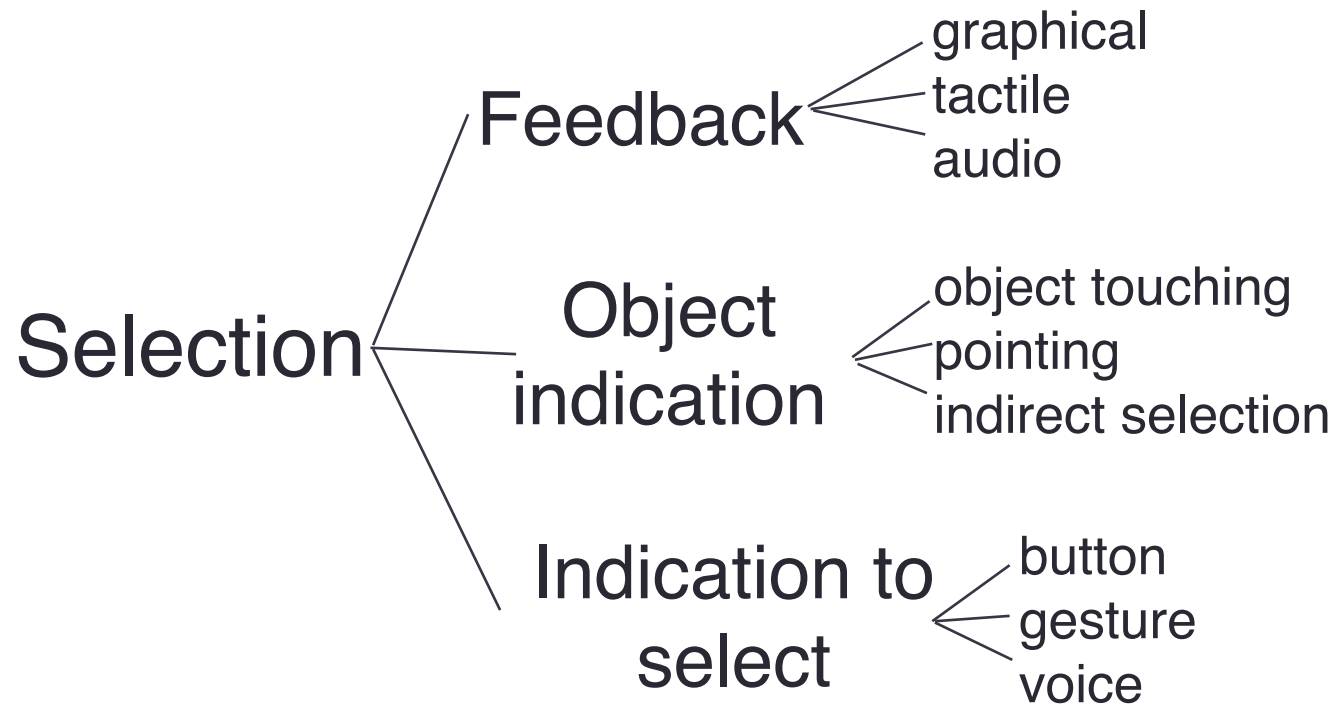 Selection
Feedback
graphical
tactile
audio
Object
indication
object touching
pointing
indirect selection
Indication to
select
button
gesture
voice